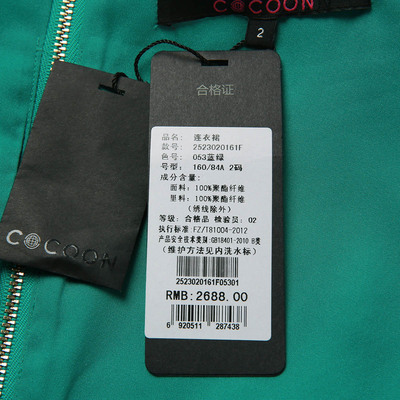 COCOON
2
合格证
品名: 连衣裙
款号: 2523020161F
色号: 053蓝绿
号型: 160/84A 2码
成分含量:
面料: 100%聚酯纤维
里料: 100%聚酯纤维
(绣线除外)
等级: 合格品 检验员: 02
执行标准:FZ/T81004-2012
产品安全技术类别:GB18401-2010 B类
(维护方法见内洗水标)
2523020161F05301
RMB:2688.00
6 920511 287438
COCOON